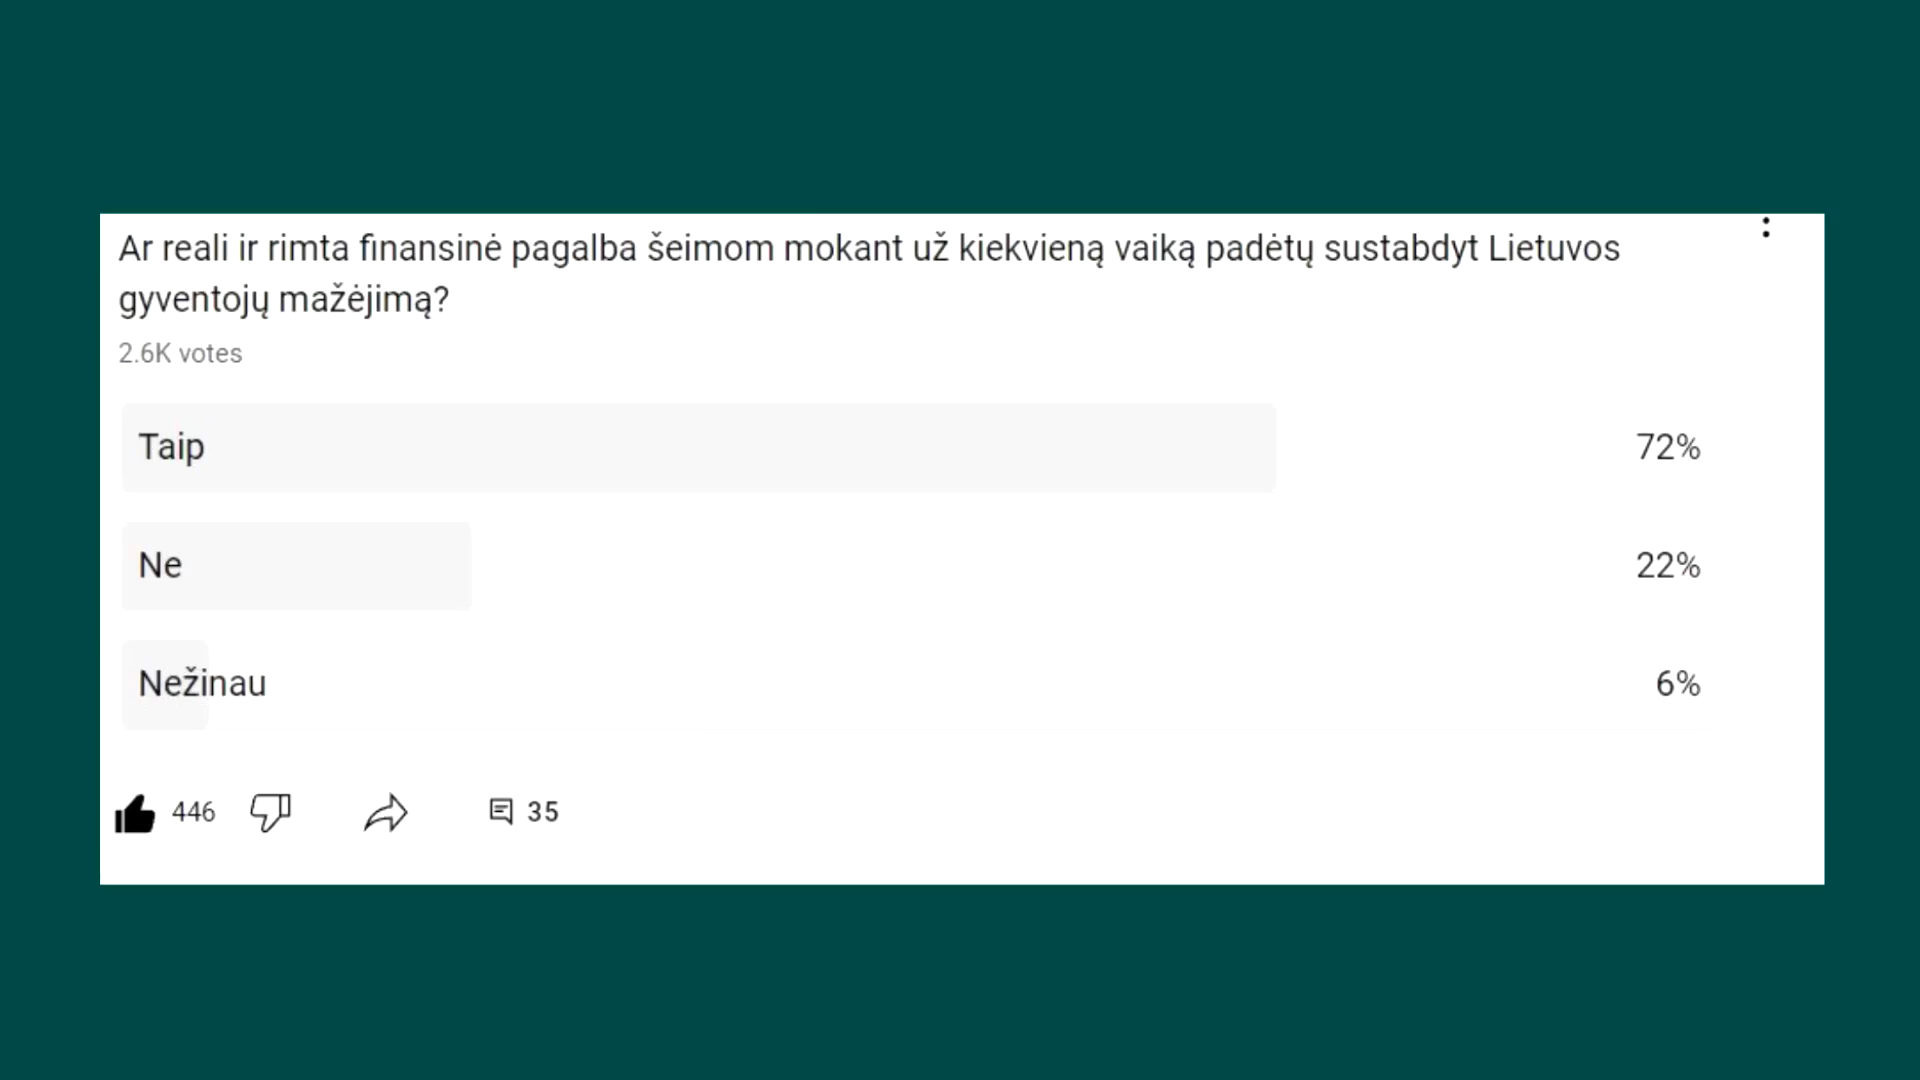 Ar reali ir rimta finansinė pagalba šeimom mokant už kiekvieną vaiką padėtų sustabdyt Lietuvos
gyventojų mažėjimą?
2.6K votes
Taip 72%
Ne 22%
Nežinau 6%
446 35